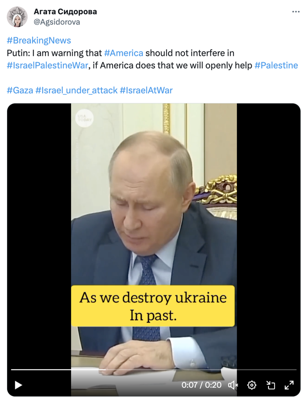 Агата Сидорова
@Agsidorova
#BreakingNews
Putin: I am warning that #America should not interfere in
#IsraelPalestineWar, if America does that we will openly help #Palestine
#Gaza #Israel_under_attack #IsraelAtWar
As we destroy ukraine
In past.
0:07 / 0:20